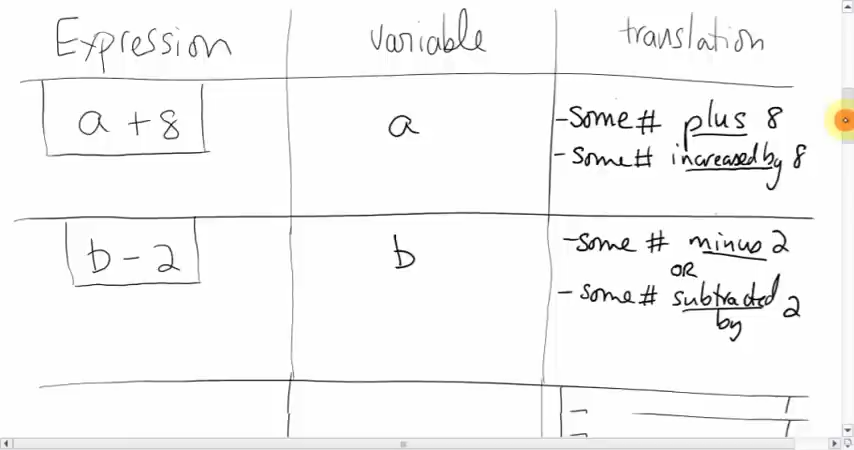 Expression variable translation
a + 8 a -Some # plus 8
-Some # increased by 8
b - 2 b -some # minus 2
OR
-some # subtracted 2
by